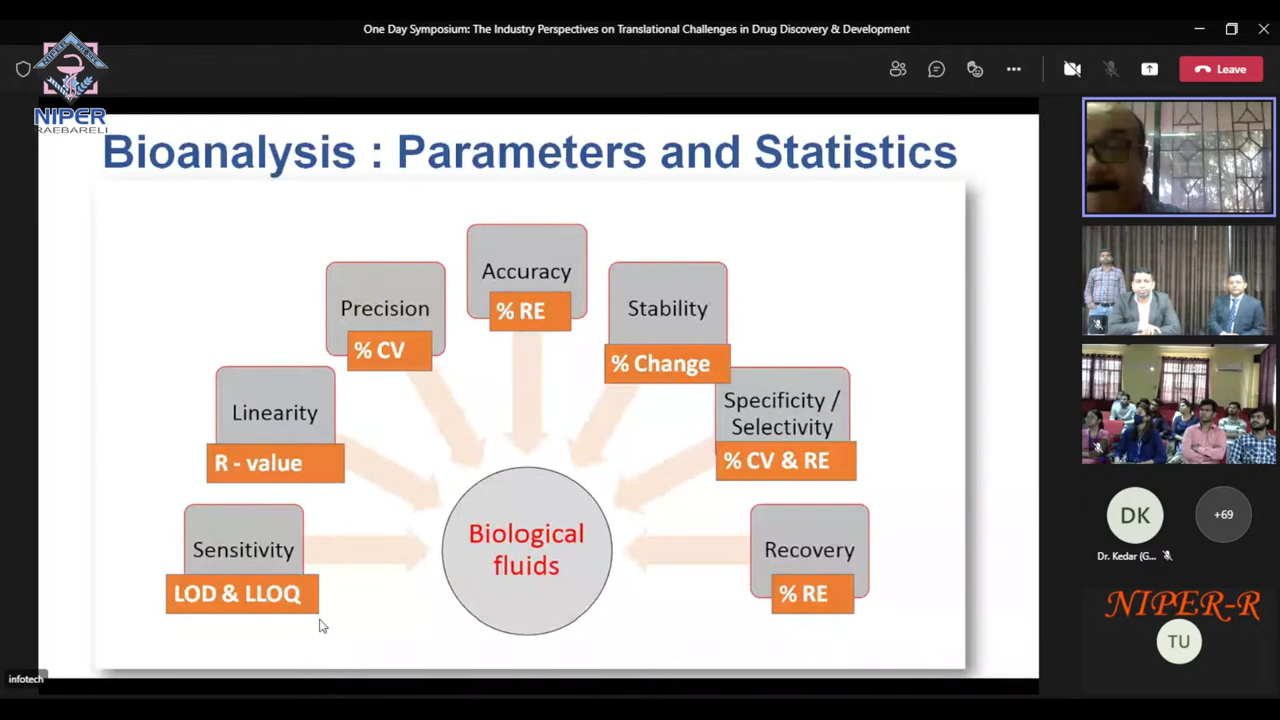 One Day Symposium: The Industry Perspectives on Translational Challenges in Drug Discovery & Development
Leave
NIPER
RAEBARELI
Bioanalysis : Parameters and Statistics
Accuracy
% RE
Precision
% CV
Stability
% Change
Linearity
R - value
Specificity /
Selectivity
% CV & RE
Sensitivity
LOD & LLOQ
Biological
fluids
Recovery
% RE
DK
+69
Dr. Kedar (G...
NIPER-R
TU
infotech